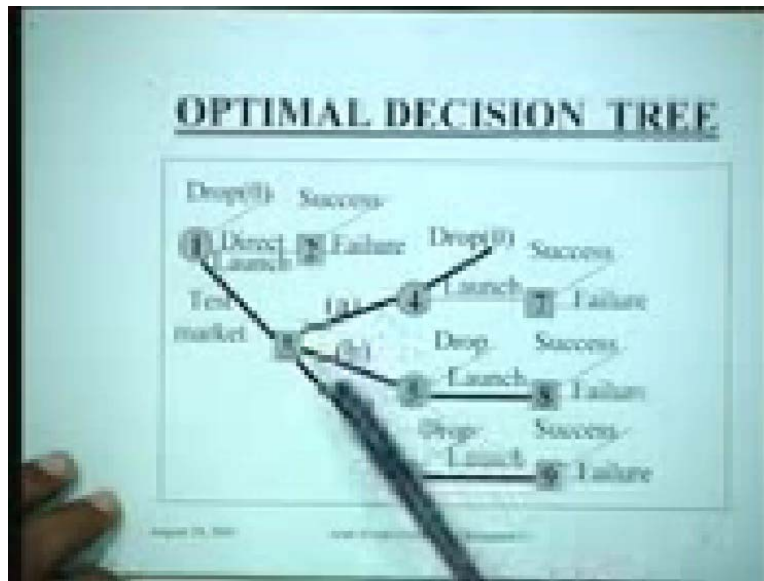 OPTIMAL DECISION TREE
Drop(0) Success
1 Direct Launch 2 Failure
Drop(0) Success
Test market
(a) 4 Launch 7 Failure
3 (b)
Drop Success
5 Launch 8 Failure
Drop Success
Launch 9 Failure